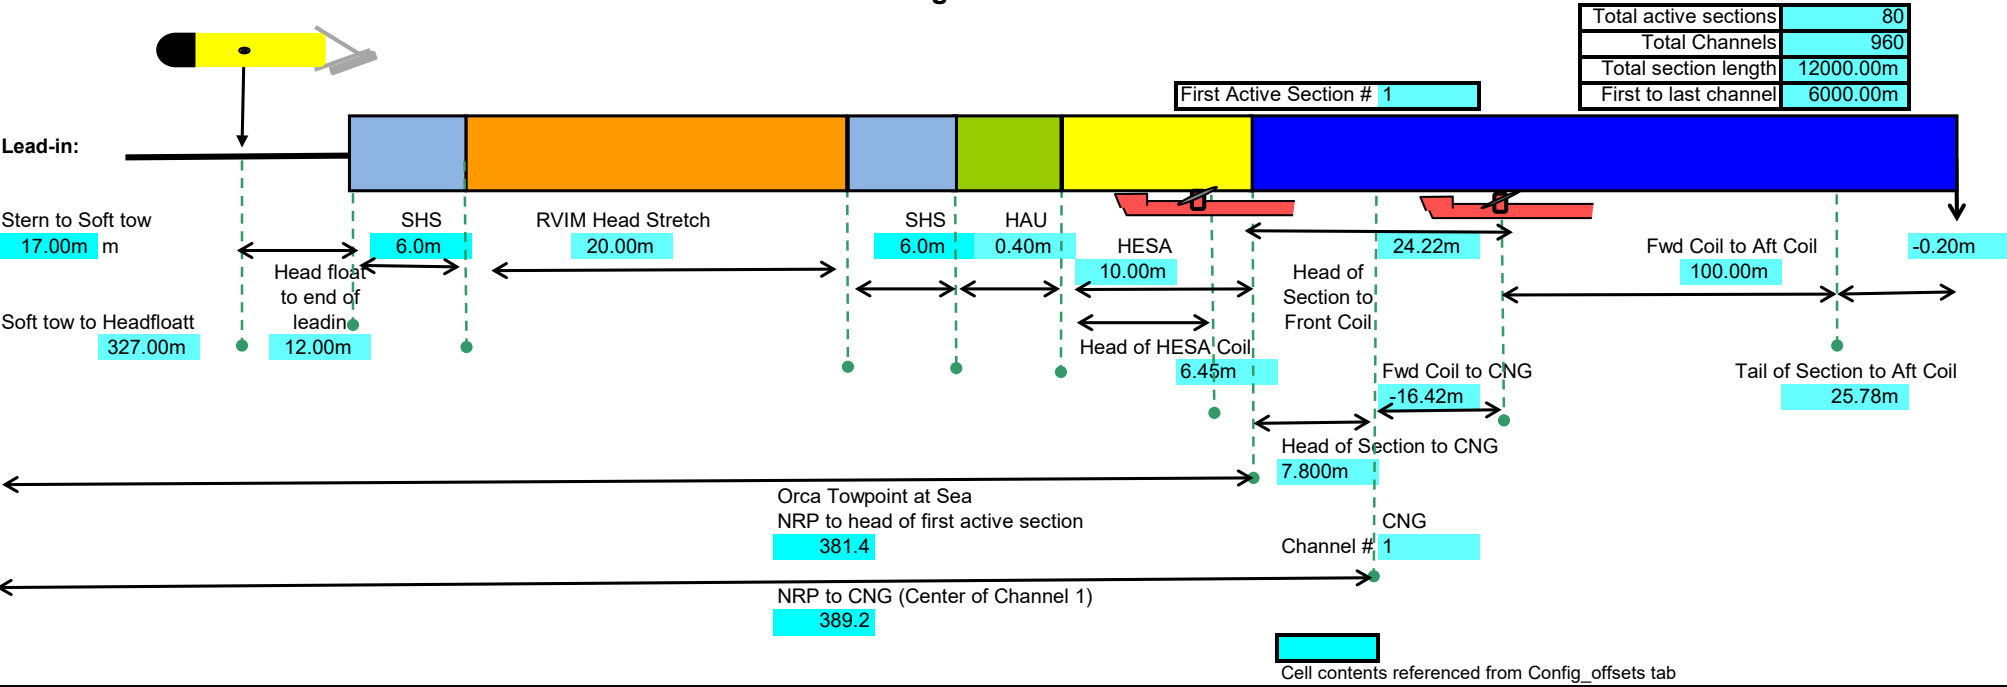 Total active sections 80
Total Channels 960
Total section length 12000.00m
First to last channel 6000.00m
First Active Section # 1
Lead-in:
Stern to Soft tow
17.00m m
SHS
6.0m
RVIM Head Stretch
20.00m
SHS
6.0m
HAU
0.40m
HESA
10.00m
24.22m
Fwd Coil to Aft Coil
100.00m
-0.20m
Head float
to end of
leadin
12.00m
Head of
Section to
Front Coil
Soft tow to Headfloatt
327.00m
Head of HESA Coil
6.45m
Fwd Coil to CNG
-16.42m
Tail of Section to Aft Coil
25.78m
Head of Section to CNG
7.800m
Orca Towpoint at Sea
NRP to head of first active section
381.4
CNG
Channel # 1
NRP to CNG (Center of Channel 1)
389.2
Cell contents referenced from Config_offsets tab